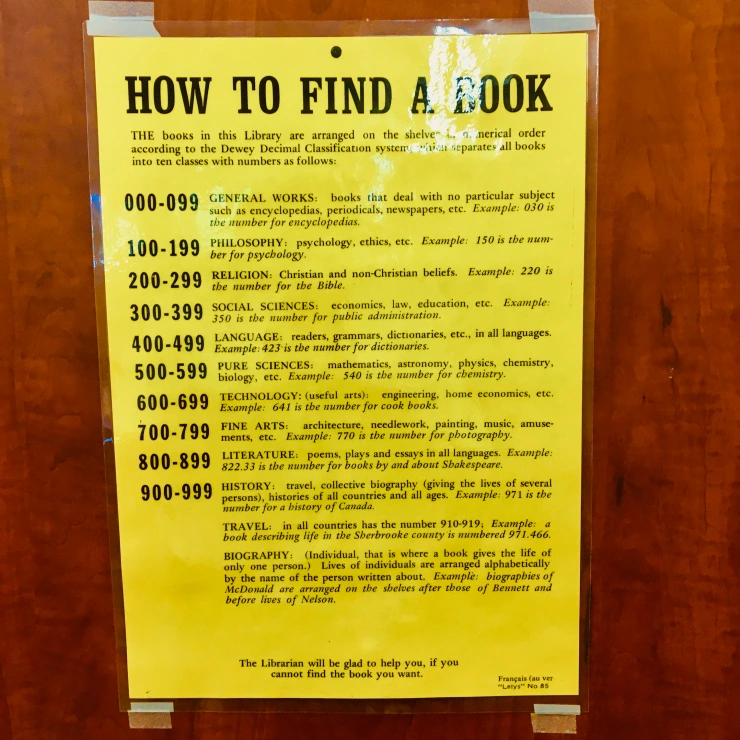 HOW TO FIND A BOOK
THE books in this Library are arranged on the shelves in numerical order
according to the Dewey Decimal Classification system, which separates all books
into ten classes with numbers as follows:
000-099 GENERAL WORKS: books that deal with no particular subject
such as encyclopedias, periodicals, newspapers, etc. Example: 030 is
the number for encyclopedias.
100-199 PHILOSOPHY: psychology, ethics, etc. Example: 150 is the num-
ber for psychology.
200-299 RELIGION: Christian and non-Christian beliefs. Example: 220 is
the number for the Bible.
300-399 SOCIAL SCIENCES: economics, law, education, etc. Example:
350 is the number for public administration.
400-499 LANGUAGE: readers, grammars, dictionaries, etc., in all languages.
Example: 423 is the number for dictionaries.
500-599 PURE SCIENCES: mathematics, astronomy, physics, chemistry,
biology, etc. Example: 540 is the number for chemistry.
600-699 TECHNOLOGY: (useful arts): engineering, home economics, etc.
Example: 641 is the number for cook books.
700-799 FINE ARTS: architecture, needlework, painting, music, amuse-
ments, etc. Example: 770 is the number for photography.
800-899 LITERATURE: poems, plays and essays in all languages. Example:
822.33 is the number for books by and about Shakespeare.
900-999 HISTORY: travel, collective biography (giving the lives of several
persons), histories of all countries and all ages. Example: 971 is the
number for a history of Canada.
TRAVEL: in all countries has the number 910-919; Example: a
book describing life in the Sherbrooke county is numbered 971.466.
BIOGRAPHY: (Individual, that is where a book gives the life of
only one person.) Lives of individuals are arranged alphabetically
by the name of the person written about. Example: biographies of
McDonald are arranged on the shelves after those of Bennett and
before lives of Nelson.
The Librarian will be glad to help you, if you
cannot find the book you want.
Français (au ver
"Letys" No 85